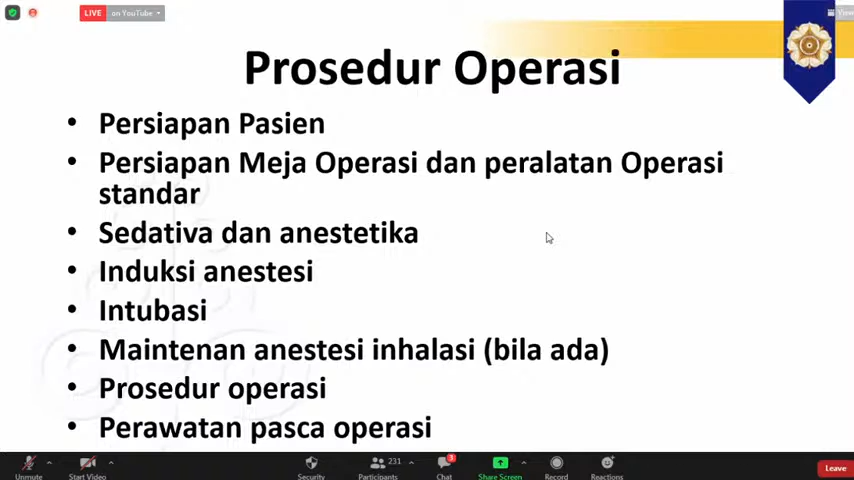 LIVE on YouTube
View
Prosedur Operasi
• Persiapan Pasien
• Persiapan Meja Operasi dan peralatan Operasi
standar
• Sedativa dan anestetika
• Induksi anestesi
• Intubasi
• Maintenan anestesi inhalasi (bila ada)
• Prosedur operasi
• Perawatan pasca operasi
Unmute
Start Video
Security
Participants 231
Chat 3
Share Screen
Record
Reactions
Leave